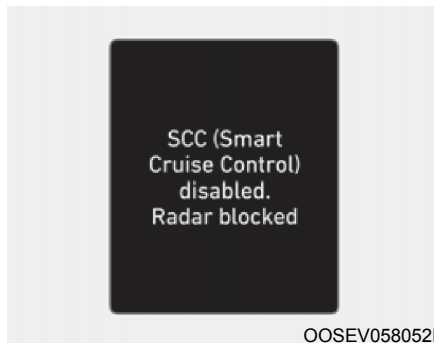 SCC (Smart
Cruise Control)
disabled.
Radar blocked
OOSEV058052